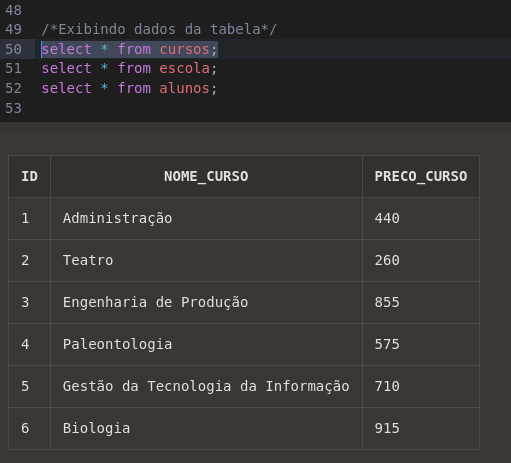 48
49 /*Exibindo dados da tabela*/
50 select * from cursos;
51 select * from escola;
52 select * from alunos;
53
ID NOME_CURSO PRECO_CURSO
1 Administração 440
2 Teatro 260
3 Engenharia de Produção 855
4 Paleontologia 575
5 Gestão da Tecnologia da Informação 710
6 Biologia 915